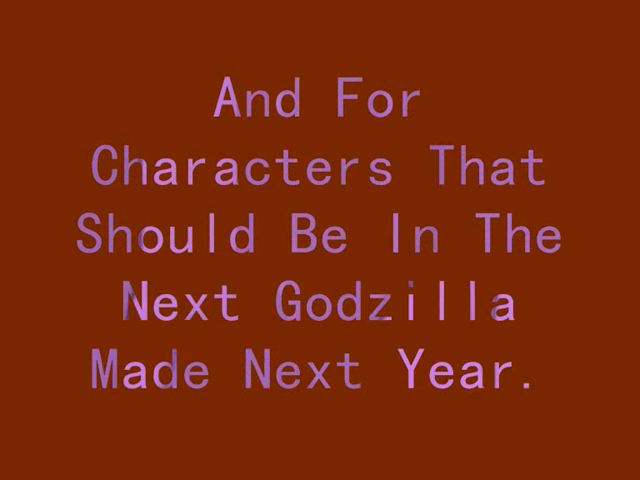 And For
Characters That
Should Be In The
Next Godzilla
Made Next Year.